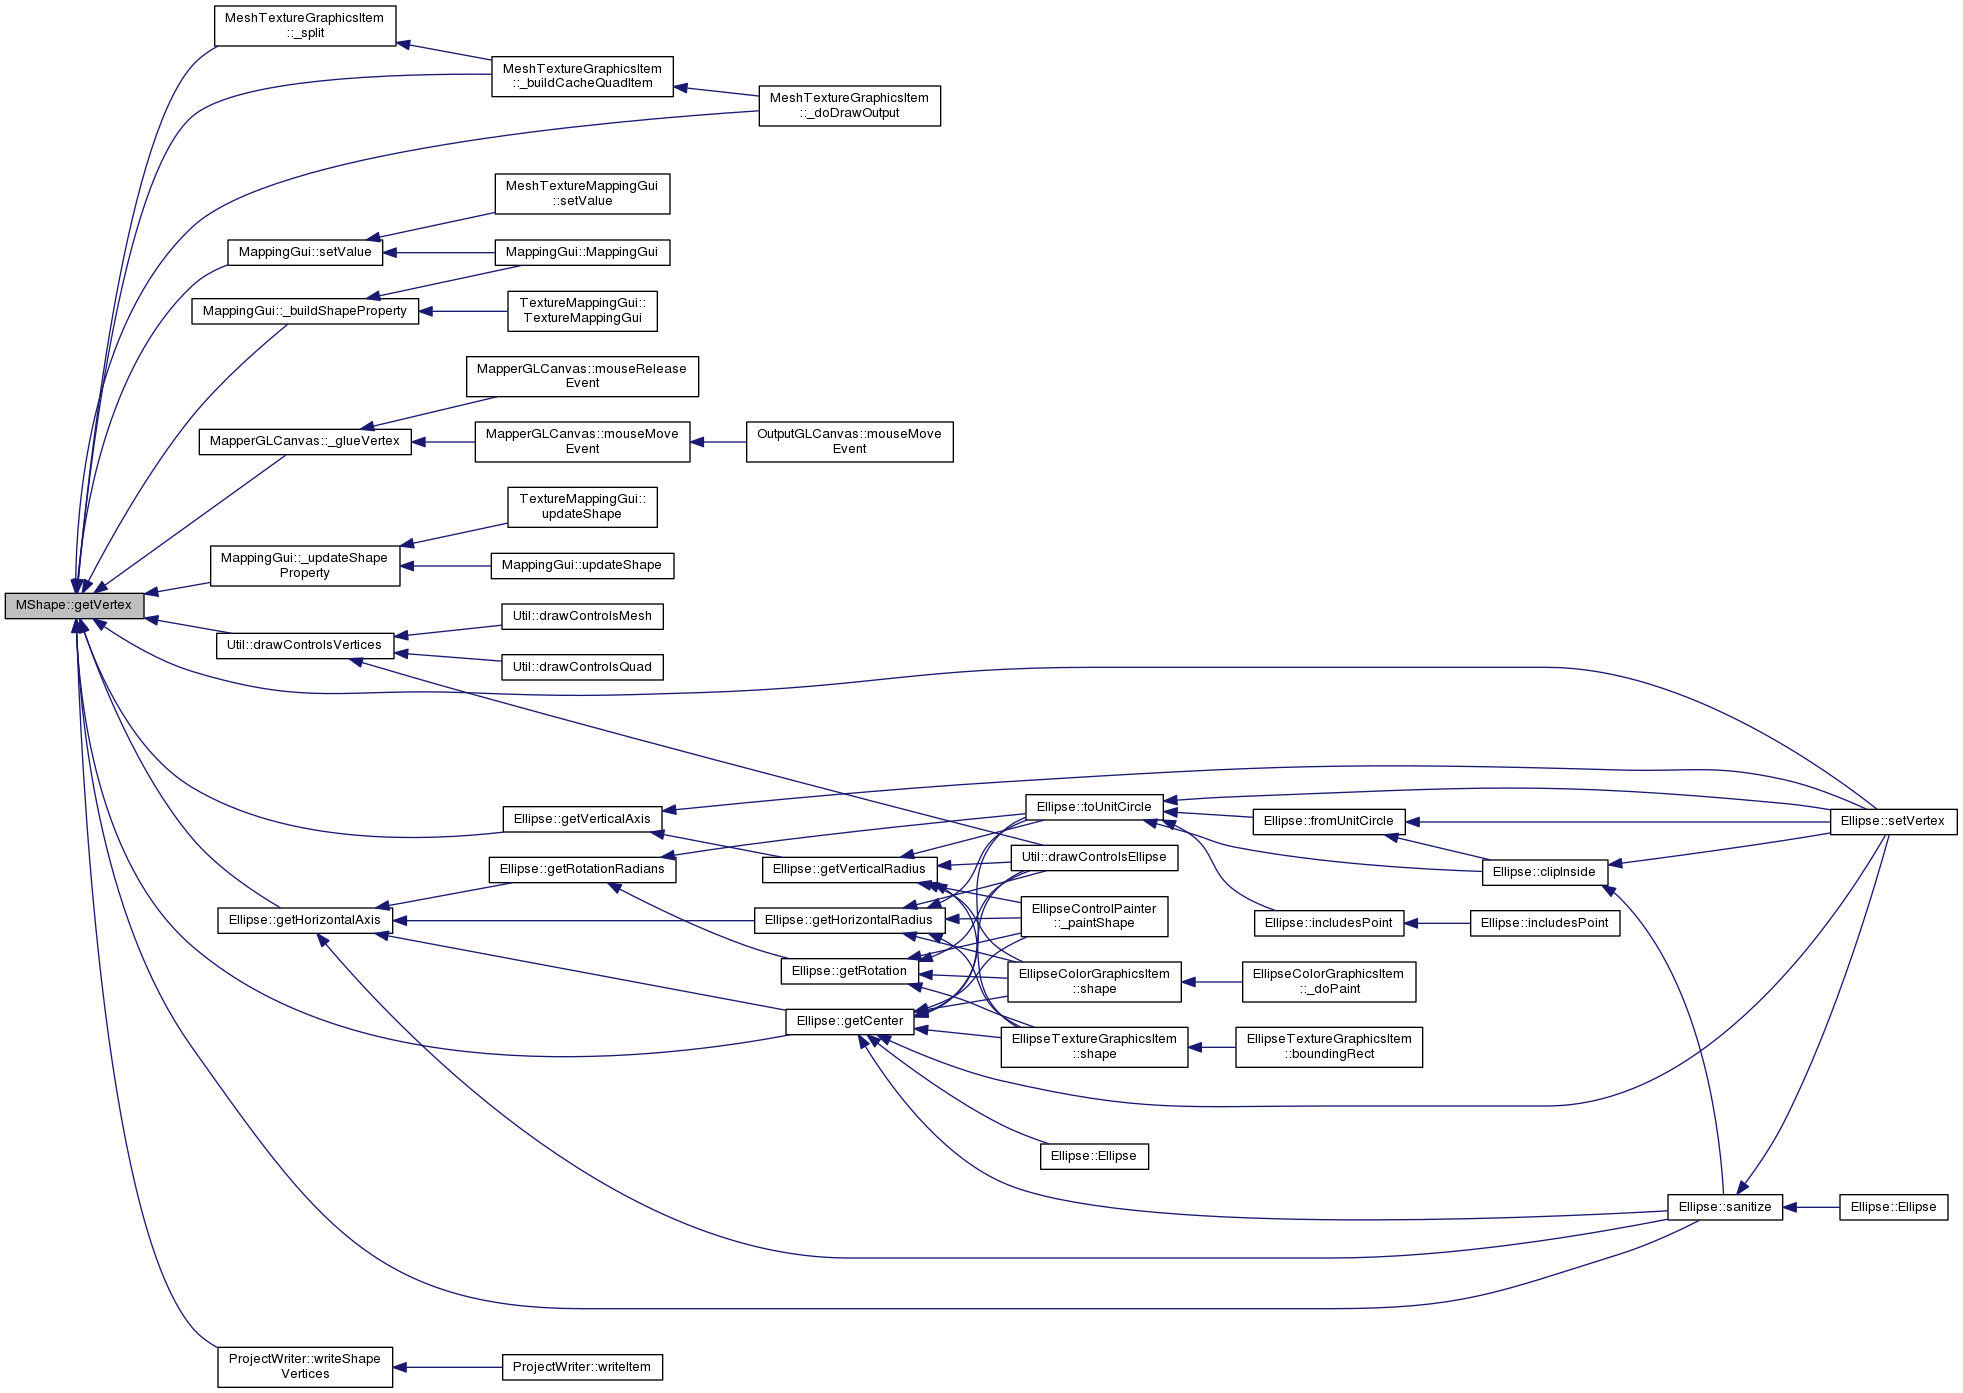 MeshTextureGraphicsItem
::_split
MeshTextureGraphicsItem
::_buildCacheQuadItem
MeshTextureGraphicsItem
::_doDrawOutput
MeshTextureMappingGui
::setValue
MappingGui::setValue
MappingGui::MappingGui
MappingGui::_buildShapeProperty
TextureMappingGui::
TextureMappingGui
MapperGLCanvas::mouseRelease
Event
MapperGLCanvas::_glueVertex
MapperGLCanvas::mouseMove
Event
OutputGLCanvas::mouseMove
Event
TextureMappingGui::
updateShape
MappingGui::_updateShape
Property
MappingGui::updateShape
MShape::getVertex
Util::drawControlsMesh
Util::drawControlsVertices
Util::drawControlsQuad
Ellipse::getVerticalAxis
Ellipse::toUnitCircle
Ellipse::fromUnitCircle
Ellipse::setVertex
Util::drawControlsEllipse
Ellipse::getRotationRadians
Ellipse::getVerticalRadius
Ellipse::clipInside
Ellipse::getHorizontalAxis
Ellipse::getHorizontalRadius
EllipseControlPainter
::_paintShape
Ellipse::includesPoint
Ellipse::includesPoint
Ellipse::getRotation
EllipseColorGraphicsItem
::shape
EllipseColorGraphicsItem
::_doPaint
Ellipse::getCenter
EllipseTextureGraphicsItem
::shape
EllipseTextureGraphicsItem
::boundingRect
Ellipse::Ellipse
Ellipse::sanitize
Ellipse::Ellipse
ProjectWriter::writeShape
Vertices
ProjectWriter::writeItem